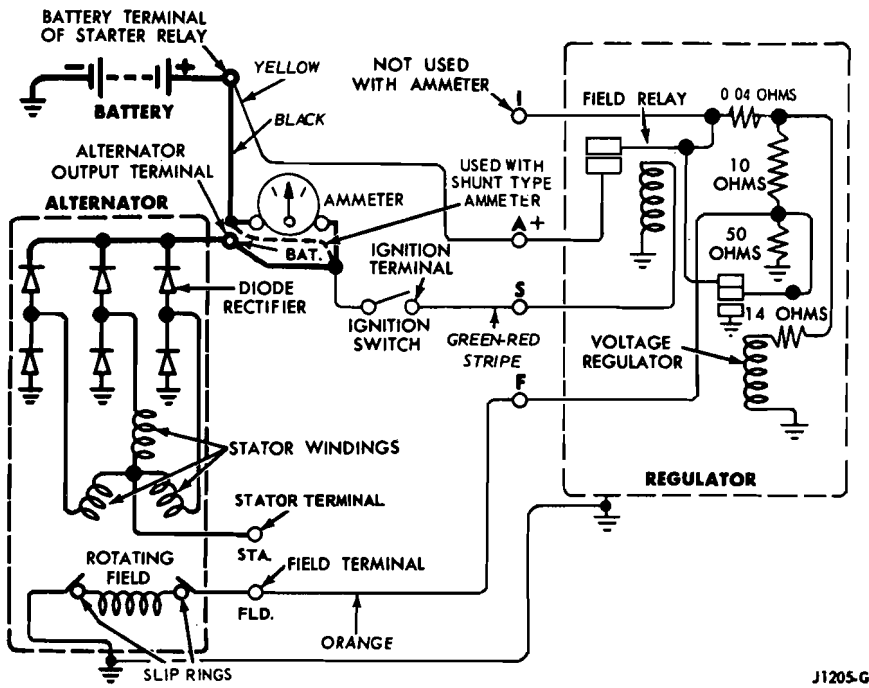 BATTERY TERMINAL
OF STARTER RELAY
-
+
BATTERY
YELLOW
BLACK
NOT USED
WITH AMMETER
I
FIELD RELAY
0.04 OHMS
10
OHMS
50
OHMS
14 OHMS
VOLTAGE
REGULATOR
REGULATOR
ALTERNATOR
OUTPUT TERMINAL
ALTERNATOR
AMMETER
USED WITH
SHUNT TYPE
AMMETER
A +
BAT.
IGNITION
TERMINAL
DIODE
RECTIFIER
IGNITION
SWITCH
S
GREEN-RED
STRIPE
F
STATOR WINDINGS
STATOR TERMINAL
STA.
ROTATING
FIELD
FIELD TERMINAL
FLD.
ORANGE
SLIP RINGS
J1205-G